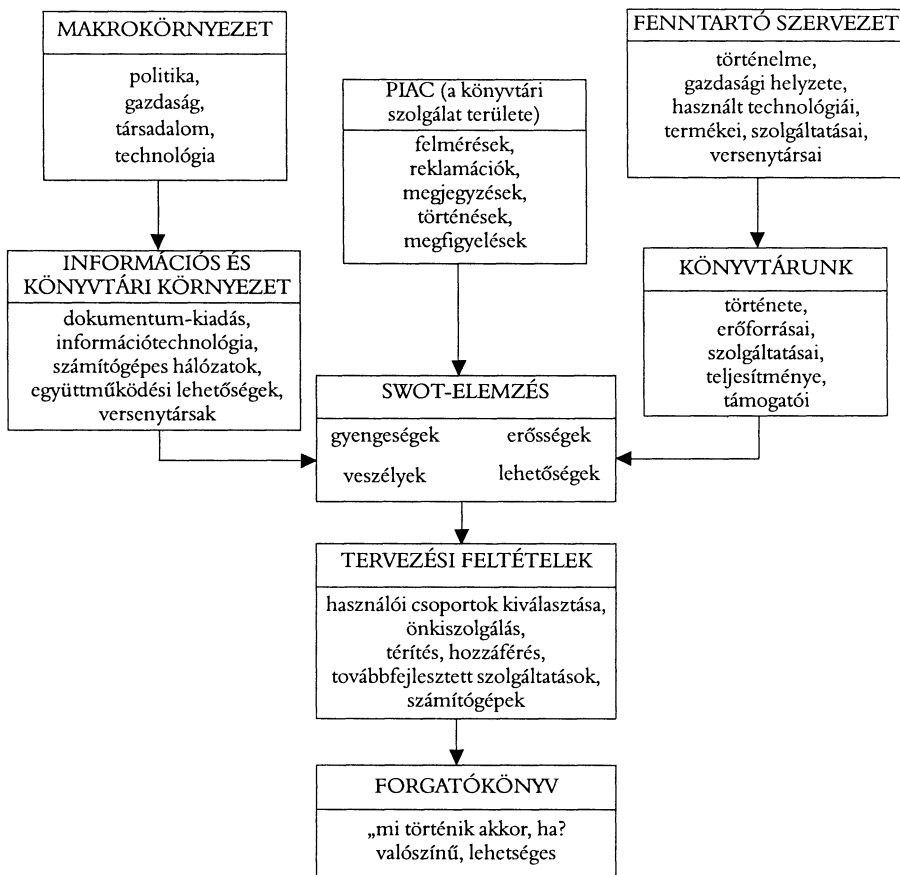 MAKROKÖRNYEZET
politika,
gazdaság,
társadalom,
technológia
PIAC (a könyvtári
szolgálat területe)
felmérések,
reklamációk,
megjegyzések,
történések,
megfigyelések
FENNTARTÓ SZERVEZET
történelme,
gazdasági helyzete,
használt technológiái,
termékei, szolgáltatásai,
versenytársai
INFORMÁCIÓS ÉS
KÖNYVTÁRI KÖRNYEZET
dokumentum-kiadás,
információtechnológia,
számítógépes hálózatok,
együttműködési lehetőségek,
versenytársak
KÖNYVTÁRUNK
története,
erőforrásai,
szolgáltatásai,
teljesítménye,
támogatói
SWOT-ELEMZÉS
gyengeségek erősségek
veszélyek lehetőségek
TERVEZÉSI FELTÉTELEK
használói csoportok kiválasztása,
önkiszolgálás,
térítés, hozzáférés,
továbbfejlesztett szolgáltatások,
számítógépek
FORGATÓKÖNYV
„mi történik akkor, ha?
valószínű, lehetséges